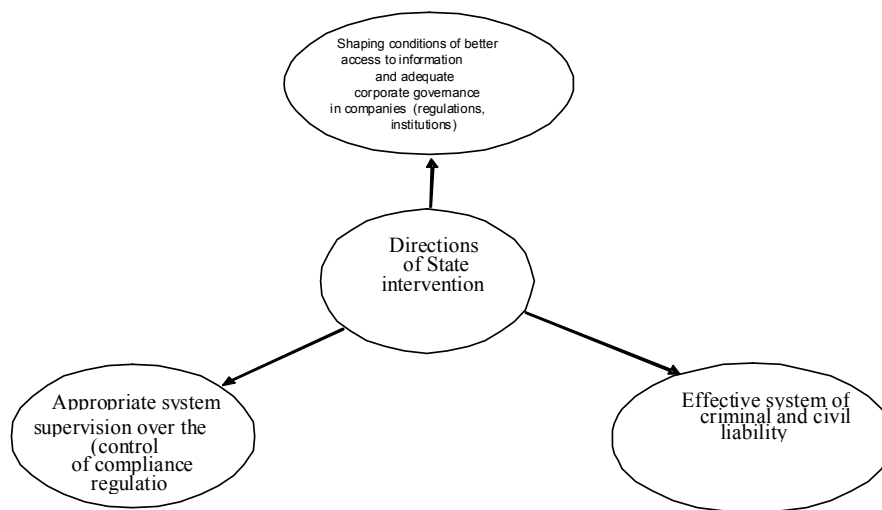 Shaping conditions of better
access to information
and adequate
corporate governance
in companies (regulations,
institutions)
Directions
of State
intervention
Appropriate system
supervision over the
(control
of compliance
regulatio
Effective system of
criminal and civil
liability